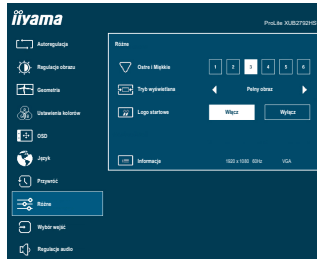 iiyama
ProLite XUB2792HS
Autoregulacja
Regulacja obrazu
Geometria
Ustawienia kolorów
OSD
Język
Przywróć
Różne
Wybór wejść
Regulacja audio
Różne
Ostre i Miękkie
1 2 3 4 5 6
Tryb wyświetlania
Pełny obraz
Logo startowe
Włącz
Wyłącz
Informacja
1920 x 1080 60Hz VGA